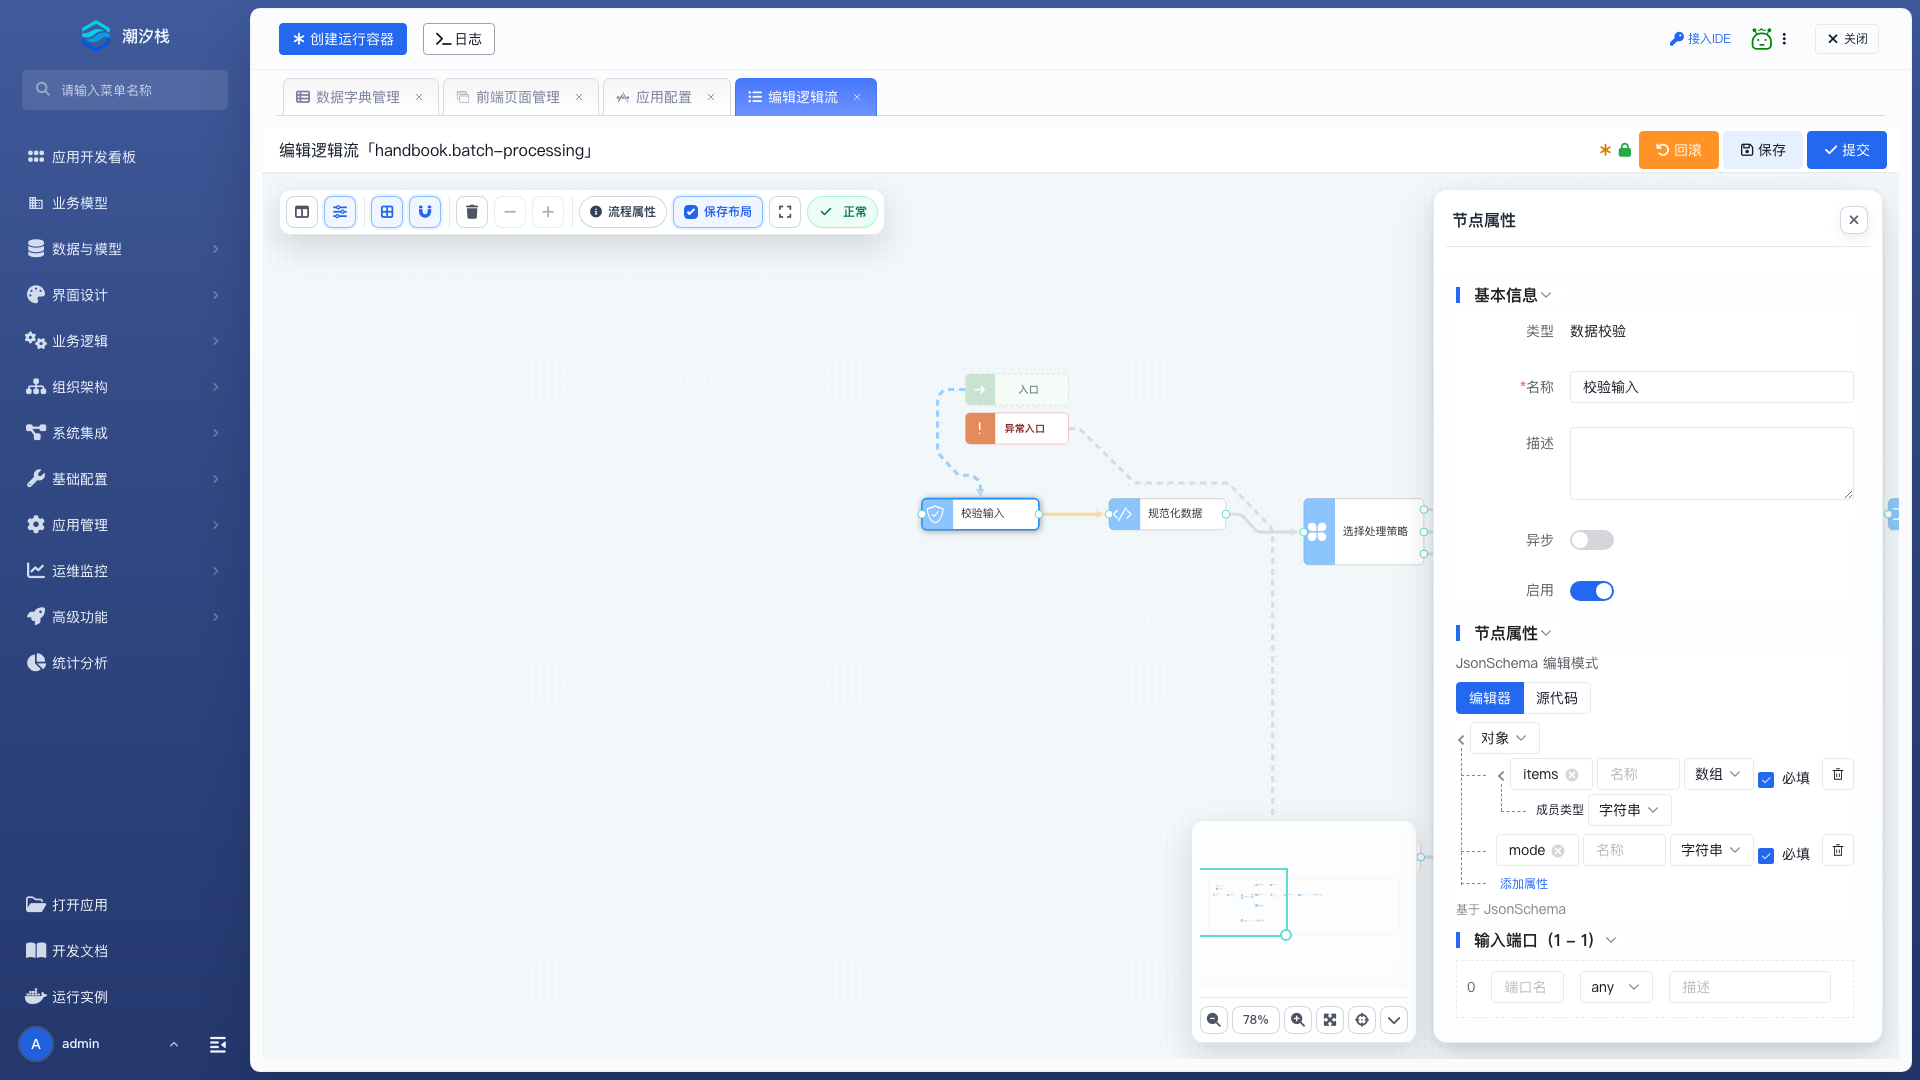 潮汐栈
请输入菜单名称
应用开发看板
业务模型
数据与模型
界面设计
业务逻辑
组织架构
系统集成
基础配置
应用管理
运维监控
高级功能
统计分析
打开应用
开发文档
运行实例
A admin
创建运行容器 日志
接入IDE 关闭
数据字典管理 前端页面管理 应用配置 编辑逻辑流
编辑逻辑流「handbook.batch-processing」
回滚 保存 提交
流程属性 保存布局 正常
入口
异常入口
校验输入 规范化数据 选择处理策略
78%
节点属性
基本信息
类型 数据校验
*名称 校验输入
描述
异步
启用
节点属性
JsonSchema 编辑模式
编辑器 源代码
对象
items 名称 数组 必填
成员类型 字符串
mode 名称 字符串 必填
添加属性
基于 JsonSchema
输入端口（1 – 1）
0 端口名 any 描述